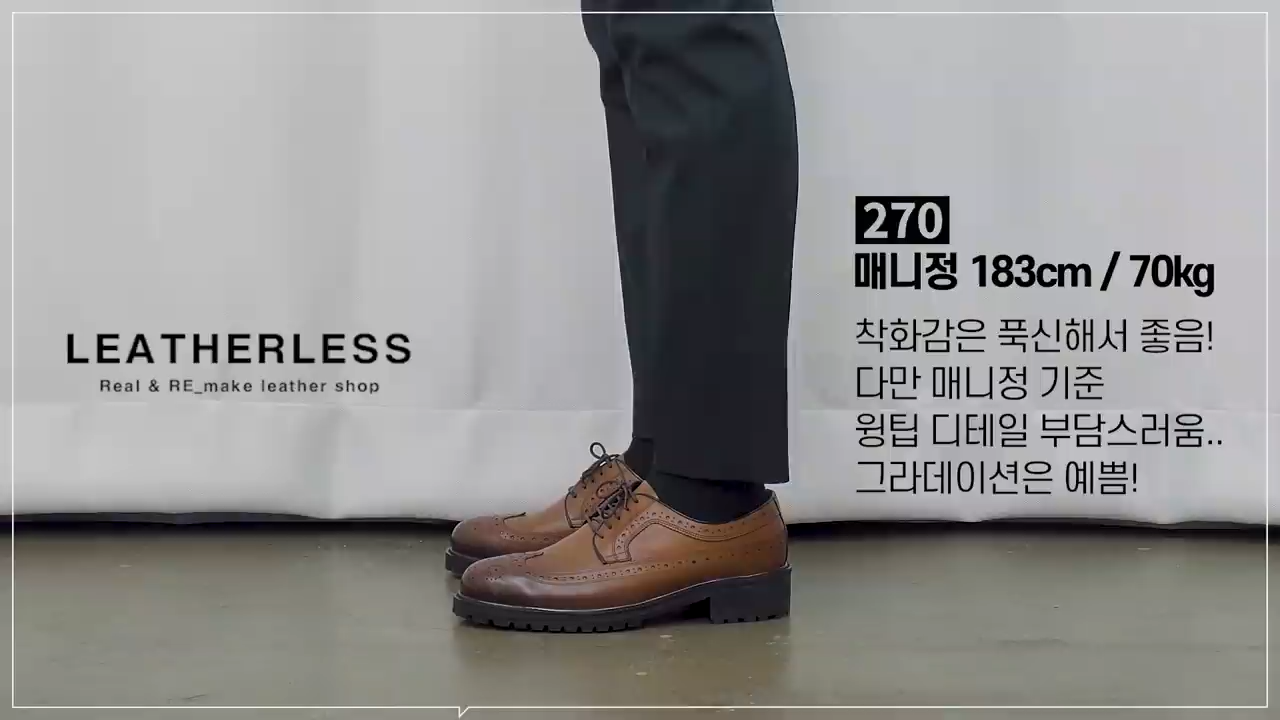 LEATHERLESS
Real & RE_make leather shop
270
매니정 183cm / 70kg
착화감은 푹신해서 좋음!
다만 매니정 기준
윙팁 디테일 부담스러움..
그라데이션은 예쁨!